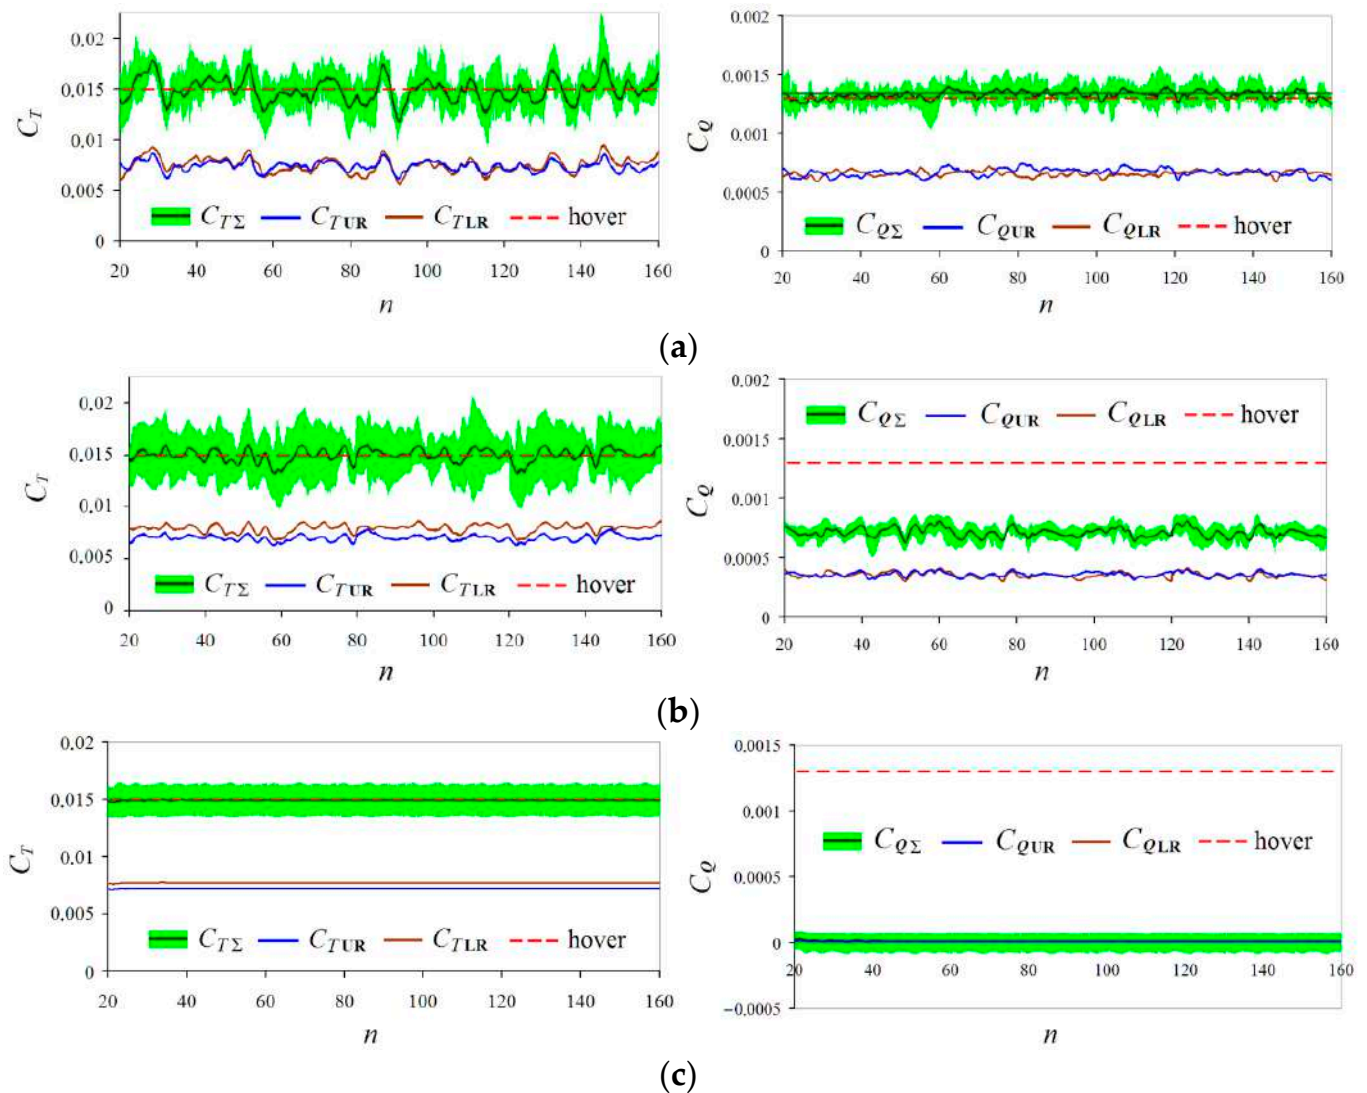 0.02
0.015
0.01
0.005
0
C_T
C_TΣ C_TUR C_TLR hover
20 40 60 80 100 120 140 160
n
0.002
0.0015
0.001
0.0005
0
C_Q
C_QΣ C_QUR C_QLR hover
20 40 60 80 100 120 140 160
n
(a)
0.02
0.015
0.01
0.005
0
C_T
C_TΣ C_TUR C_TLR hover
20 40 60 80 100 120 140 160
n
0.002
0.0015
0.001
0.0005
0
C_Q
C_QΣ C_QUR C_QLR hover
20 40 60 80 100 120 140 160
n
(b)
0.02
0.015
0.01
0.005
0
C_T
C_TΣ C_TUR C_TLR hover
20 40 60 80 100 120 140 160
n
0.0015
0.001
0.0005
0
−0.0005
C_Q
C_QΣ C_QUR C_QLR hover
20 40 60 80 100 120 140 160
n
(c)